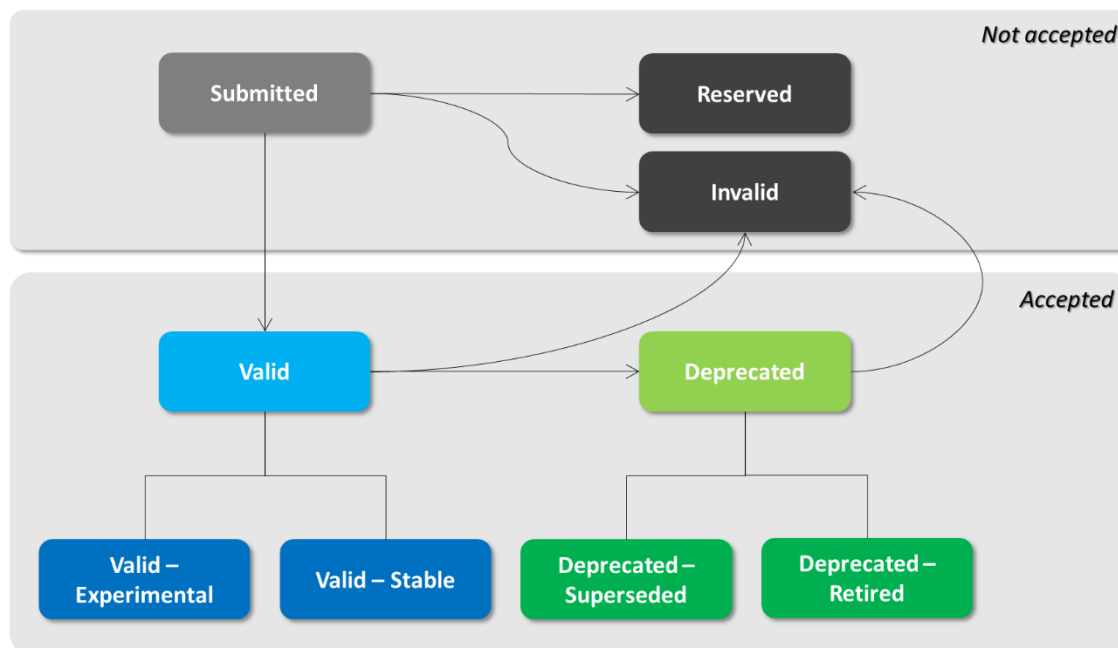 Not accepted
Submitted
Reserved
Invalid
Accepted
Valid
Deprecated
Valid –
Experimental
Valid – Stable
Deprecated –
Superseded
Deprecated –
Retired